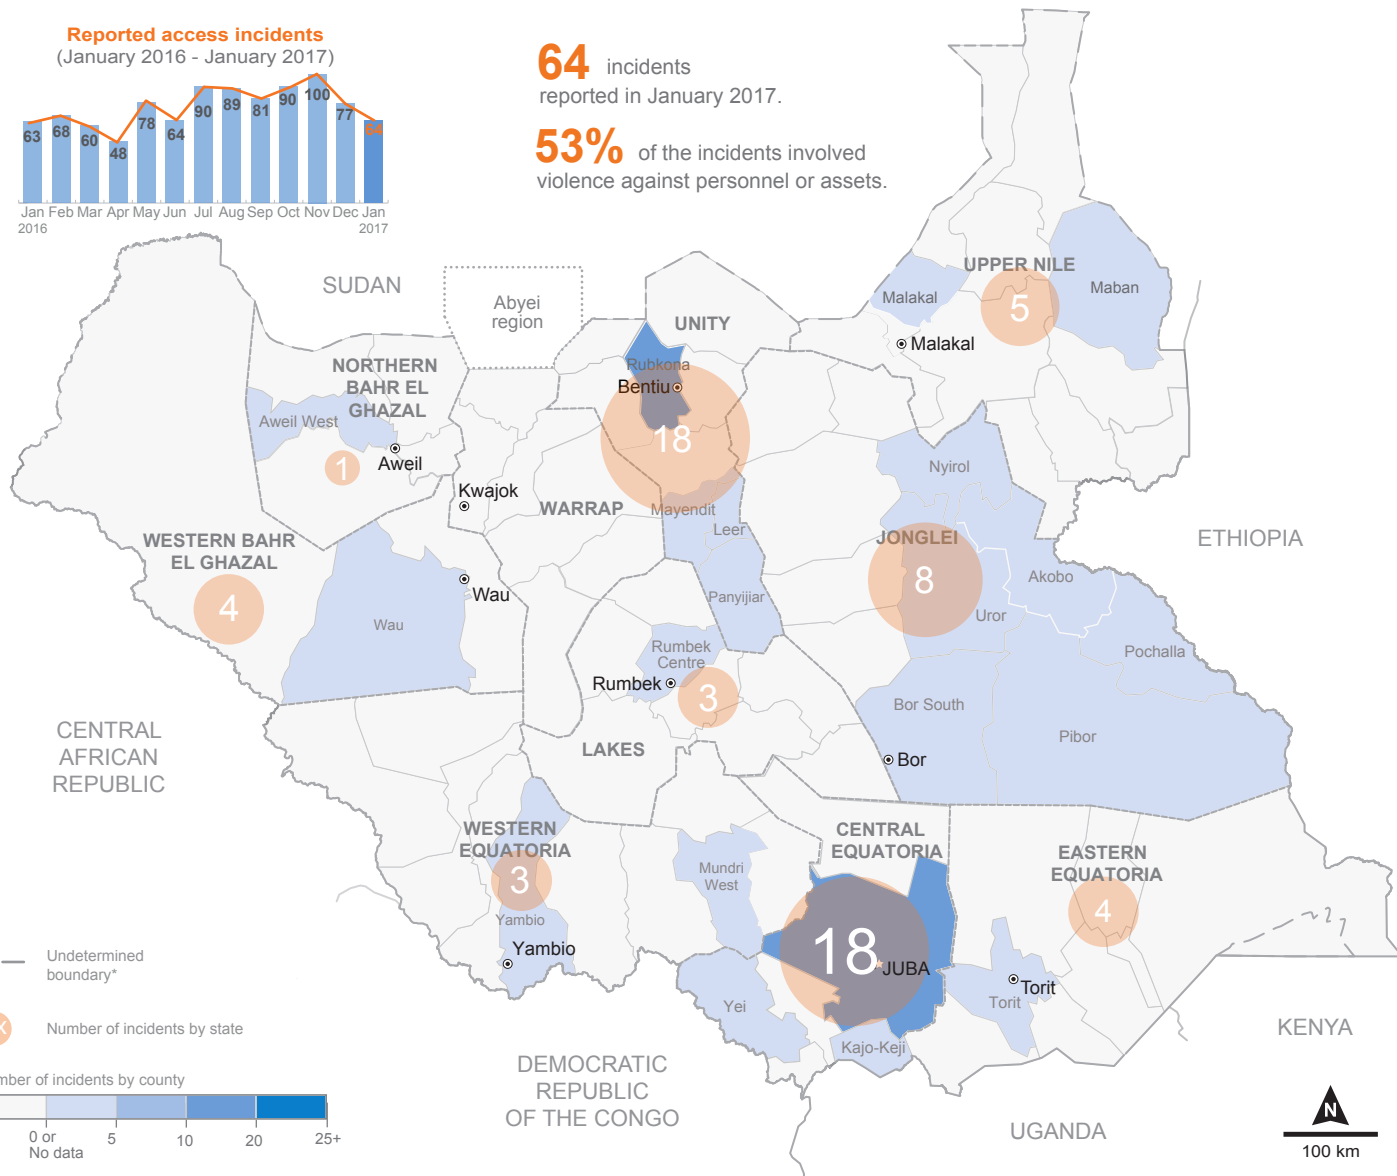 Reported access incidents
(January 2016 - January 2017)
63 68 60 48 78 64 90 89 81 90 100 77 64
Jan Feb Mar Apr May Jun Jul Aug Sep Oct Nov Dec Jan
2016 2017
64 incidents
reported in January 2017.
53% of the incidents involved
violence against personnel or assets.
SUDAN
Abyei
region
UPPER NILE
5
Malakal
Maban
Malakal
UNITY
Rubkona
Bentiu
18
NORTHERN
BAHR EL
GHAZAL
Aweil West
1
Aweil
Kwajok
WARRAP
Mayendit
Leer
Panyijiar
Nyirol
JONGLEI
8
Akobo
Uror
Pochalla
Bor South
Pibor
Bor
ETHIOPIA
WESTERN BAHR
EL GHAZAL
4
Wau
Wau
Rumbek
Centre
Rumbek
3
LAKES
CENTRAL
AFRICAN
REPUBLIC
WESTERN
EQUATORIA
3
Yambio
Yambio
Mundri
West
CENTRAL
EQUATORIA
18
JUBA
Yei
Kajo-Keji
EASTERN
EQUATORIA
4
Torit
Torit
KENYA
UGANDA
DEMOCRATIC
REPUBLIC
OF THE CONGO
Undetermined
boundary*
X Number of incidents by state
mber of incidents by county
0 or 5 10 20 25+
No data
N
100 km